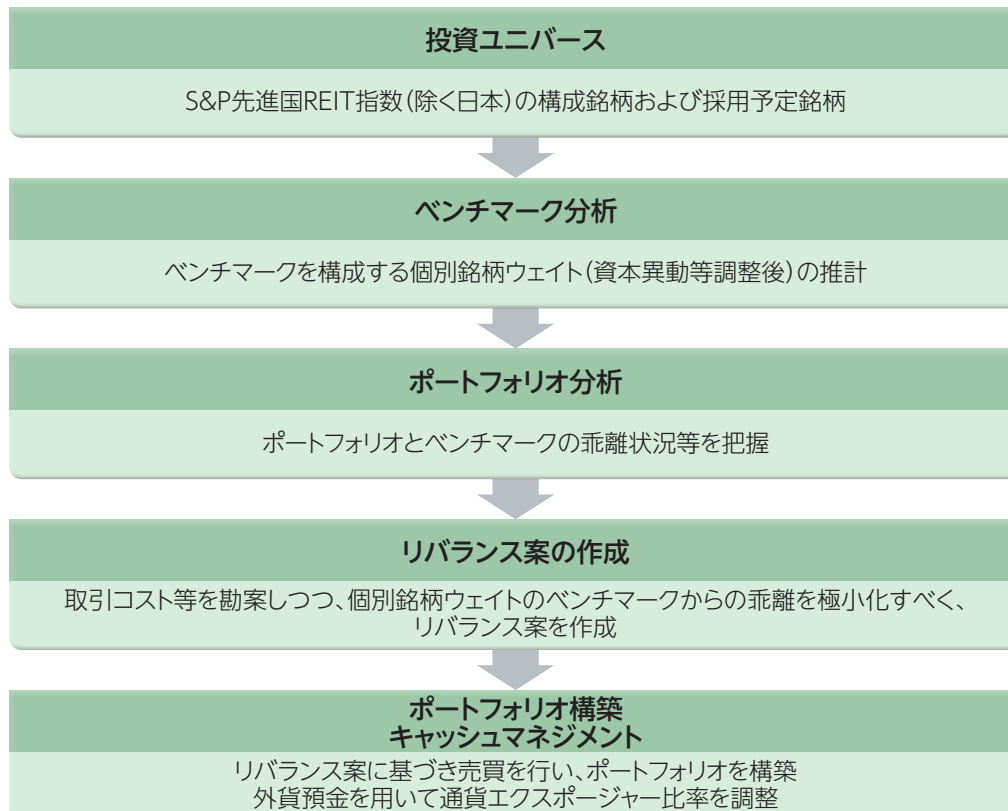 投資ユニバース
S&P先進国REIT指数(除く日本)の構成銘柄および採用予定銘柄
ベンチマーク分析
ベンチマークを構成する個別銘柄ウェイト(資本異動等調整後)の推計
ポートフォリオ分析
ポートフォリオとベンチマークの乖離状況等を把握
リバランス案の作成
取引コスト等を勘案しつつ、個別銘柄ウェイトのベンチマークからの乖離を極小化すべく、
リバランス案を作成
ポートフォリオ構築
キャッシュマネジメント
リバランス案に基づき売買を行い、ポートフォリオを構築
外貨預金を用いて通貨エクスポージャー比率を調整